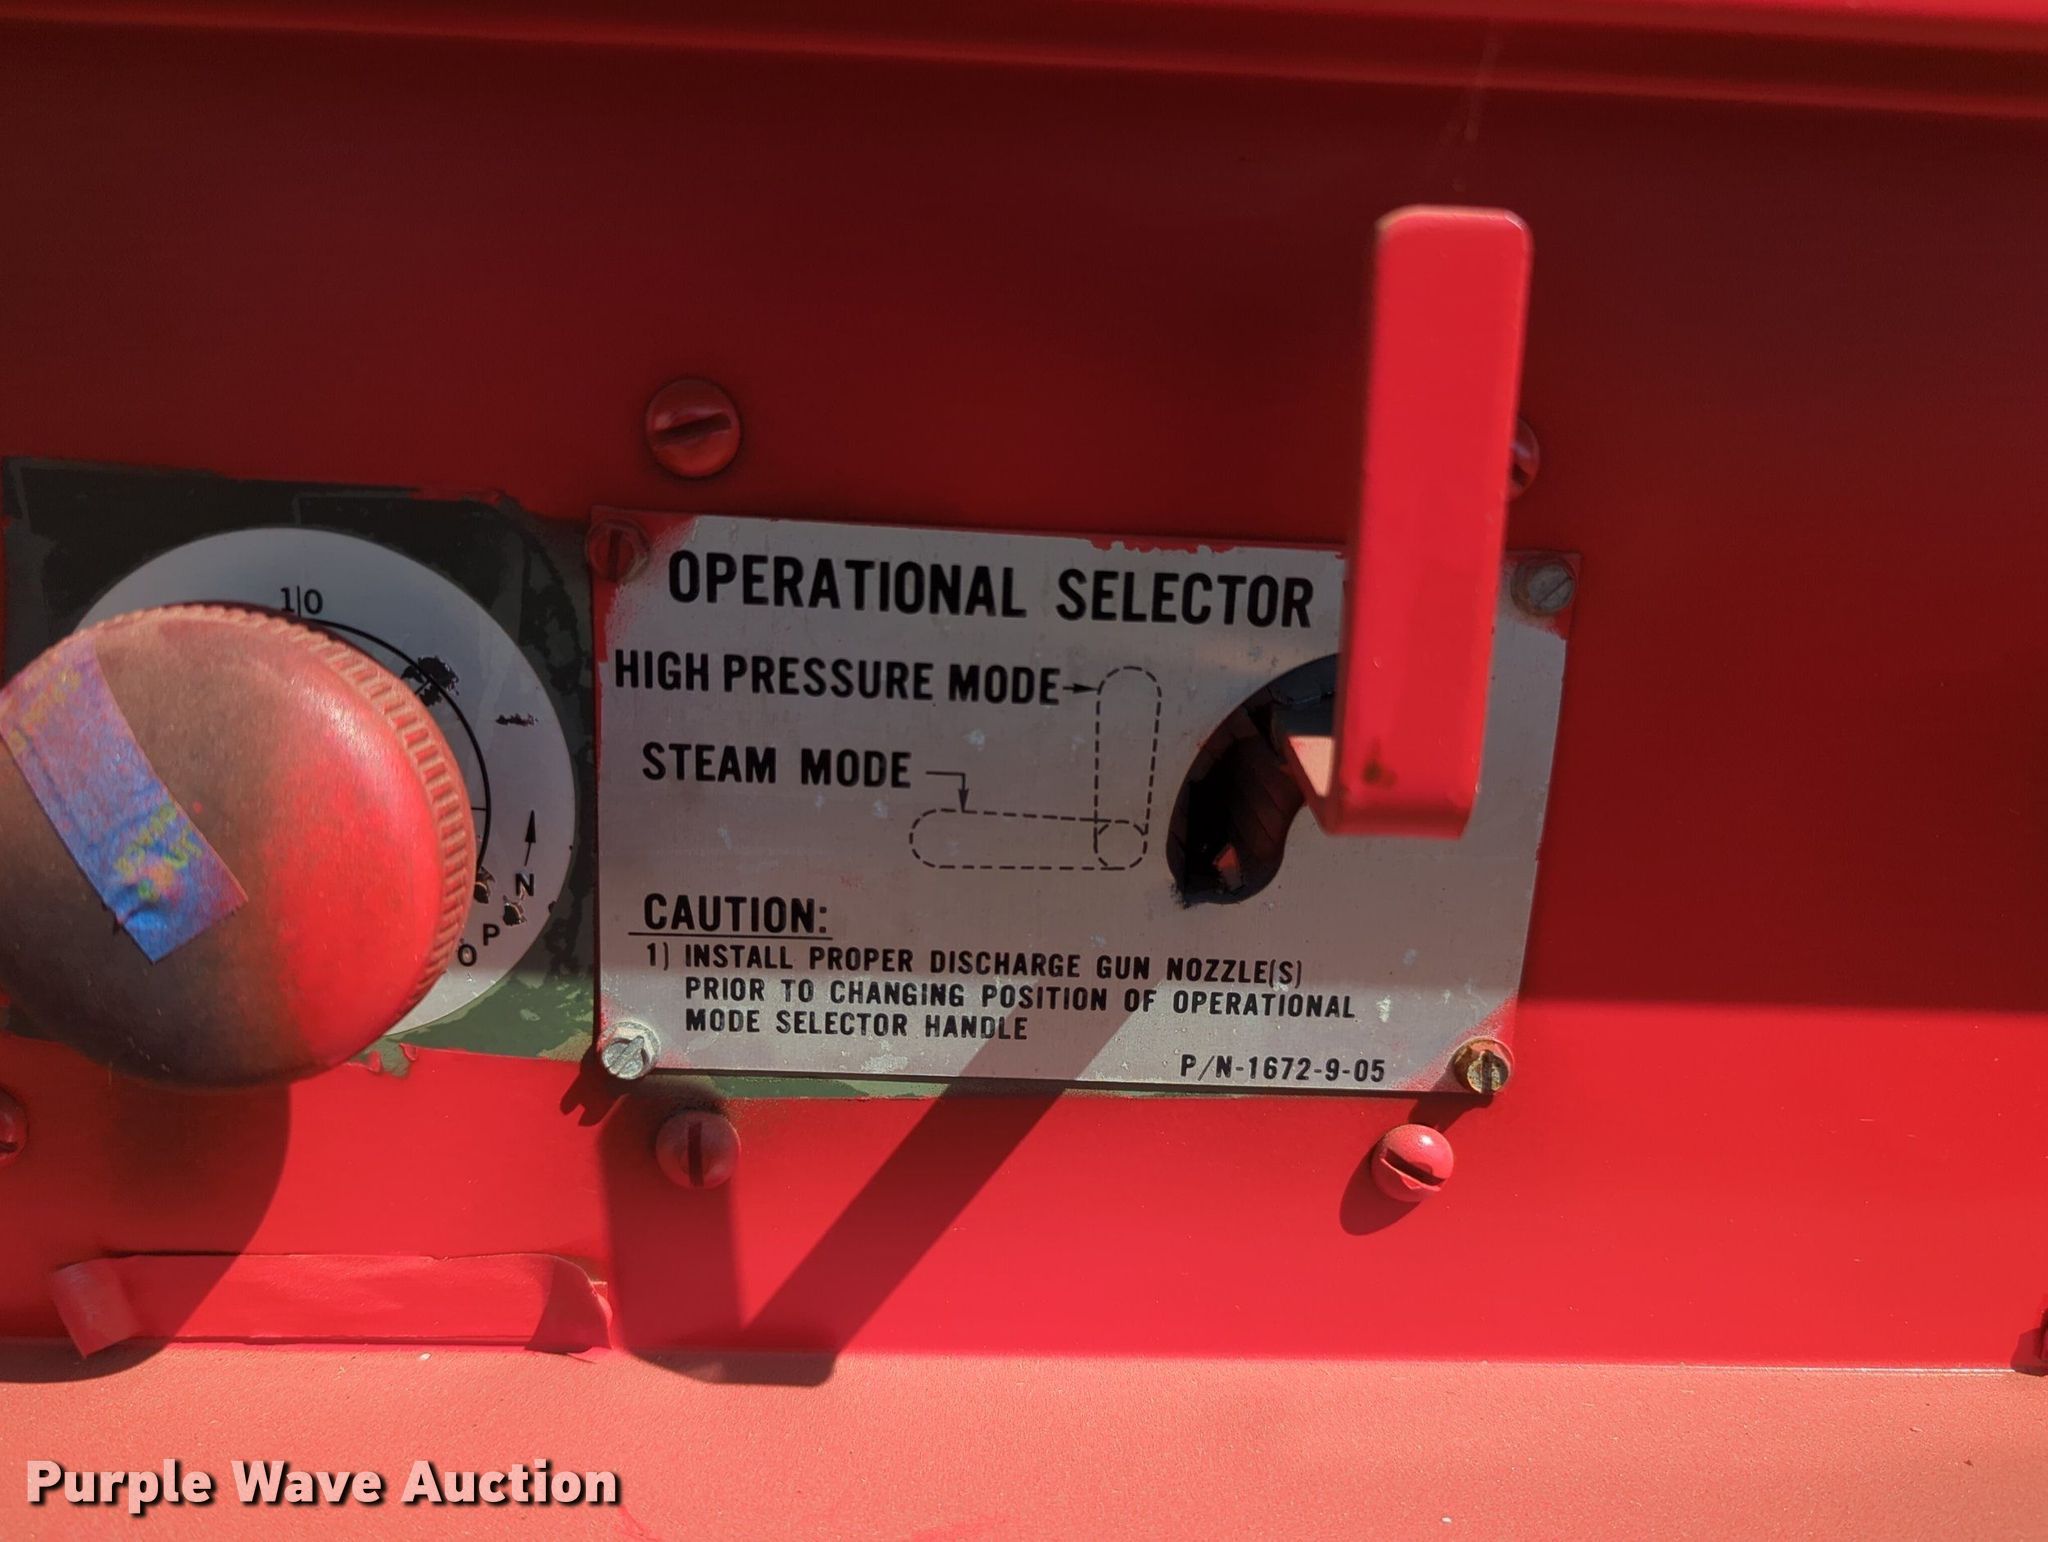 1|0
N
P
O
OPERATIONAL SELECTOR
HIGH PRESSURE MODE
STEAM MODE
CAUTION:
1) INSTALL PROPER DISCHARGE GUN NOZZLE(S)
PRIOR TO CHANGING POSITION OF OPERATIONAL
MODE SELECTOR HANDLE
P/N-1672-9-05
Purple Wave Auction